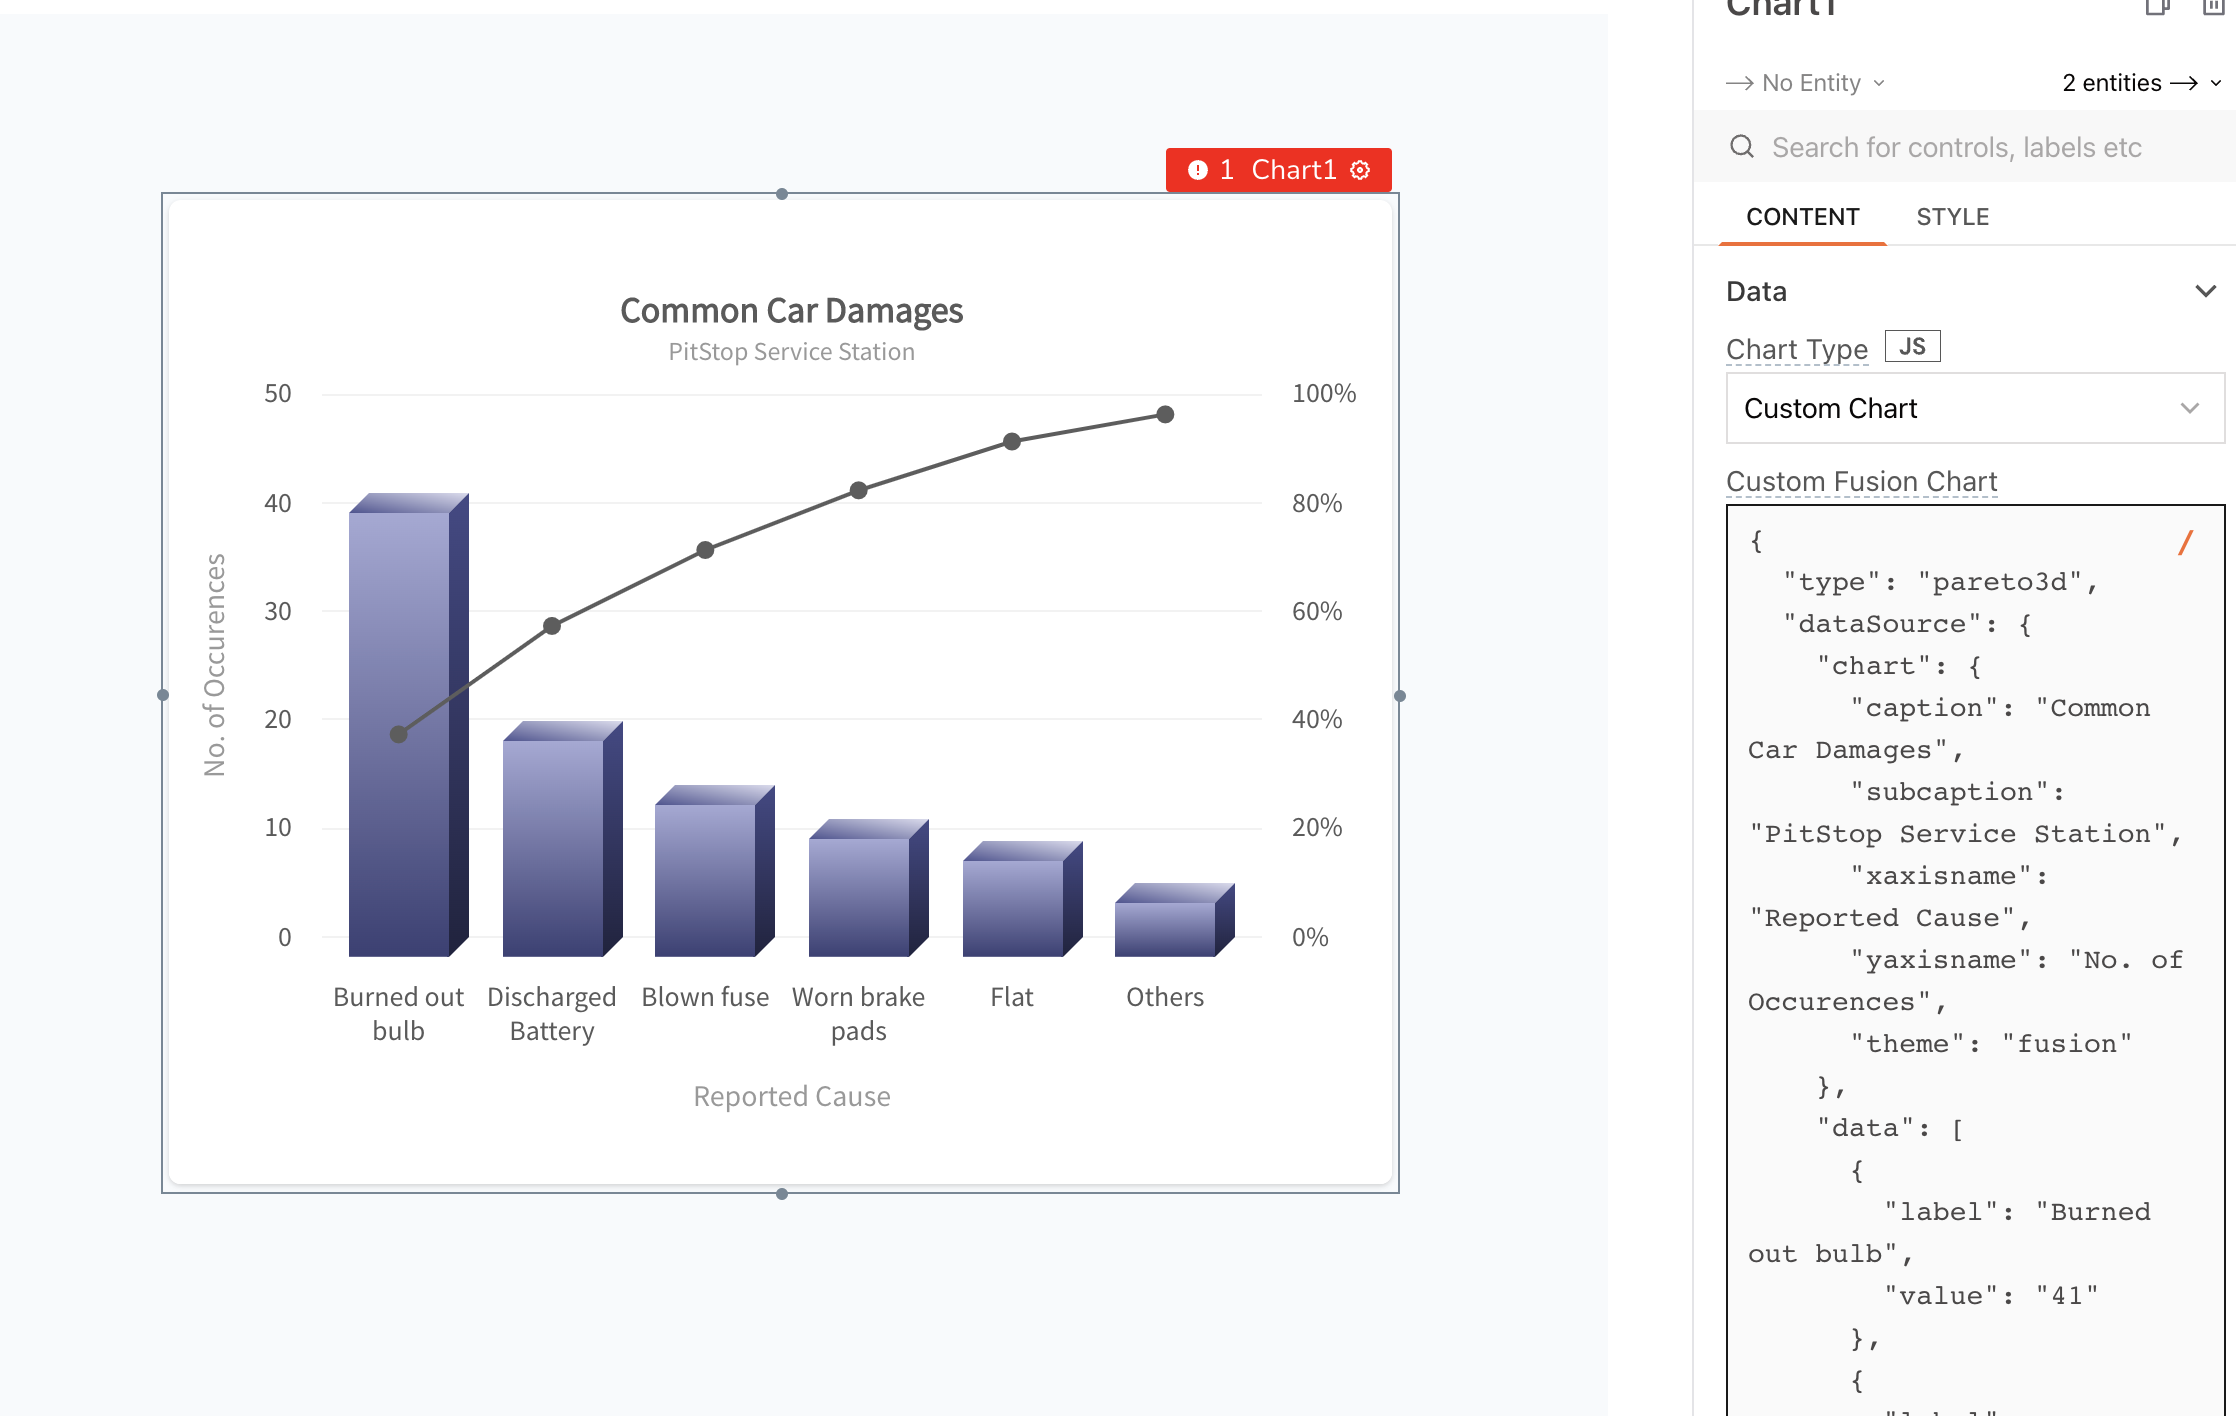 1 Chart1
Common Car Damages
PitStop Service Station
50
40
30
20
10
0
No. of Occurences
100%
80%
60%
40%
20%
0%
Burned out bulb
Discharged Battery
Blown fuse
Worn brake pads
Flat
Others
Reported Cause
Chart1
No Entity
2 entities
Search for controls, labels etc
CONTENT STYLE
Data
Chart Type JS
Custom Chart
Custom Fusion Chart
{ /
"type": "pareto3d",
"dataSource": {
"chart": {
"caption": "Common
Car Damages",
"subcaption":
"PitStop Service Station",
"xaxisname":
"Reported Cause",
"yaxisname": "No. of
Occurences",
"theme": "fusion"
},
"data": [
{
"label": "Burned
out bulb",
"value": "41"
},
{